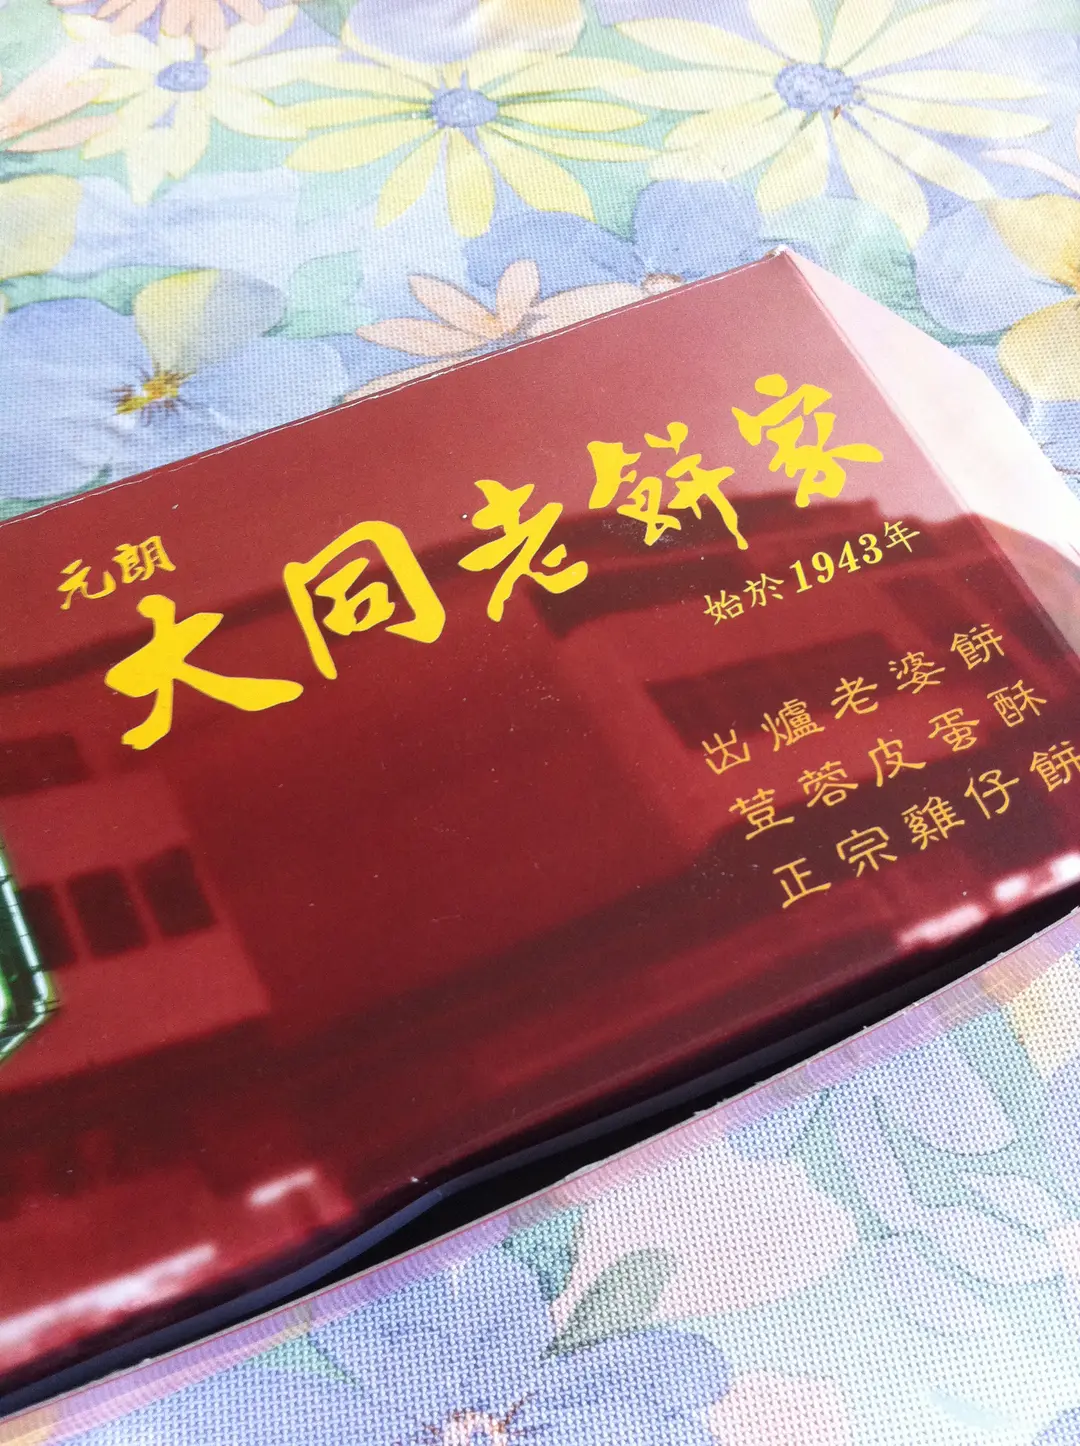 元朗
大同老餅家
始於1943年
出爐老婆餅
荳蓉皮蛋酥
正宗雞仔餅